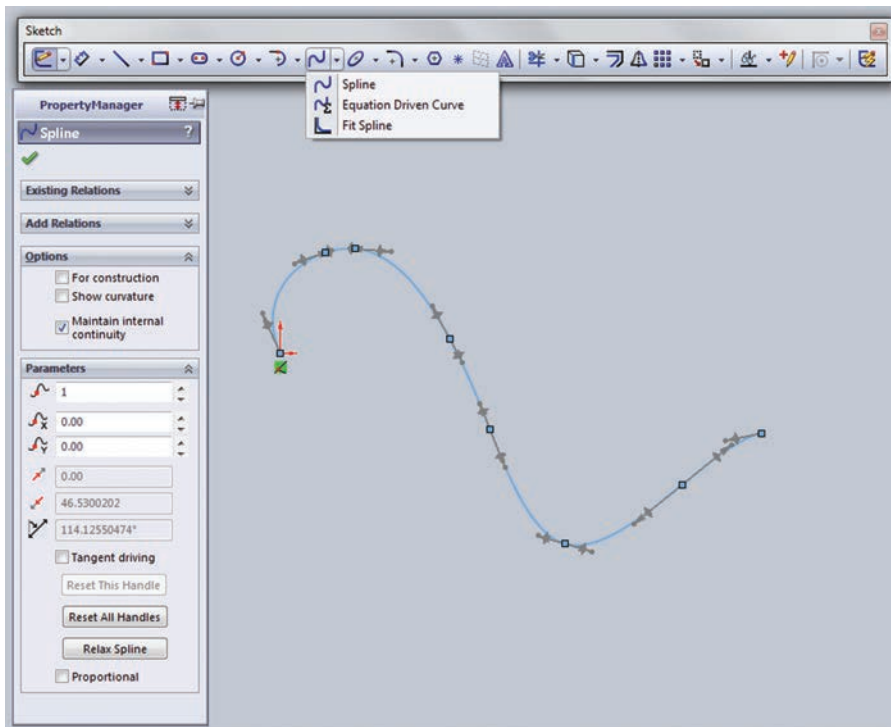 Sketch
Spline
Equation Driven Curve
Fit Spline
PropertyManager
Spline ?
Existing Relations
Add Relations
Options
For construction
Show curvature
Maintain internal
continuity
Parameters
1
X 0.00
Y 0.00
0.00
46.5300202
114.12550474°
Tangent driving
Reset This Handle
Reset All Handles
Relax Spline
Proportional